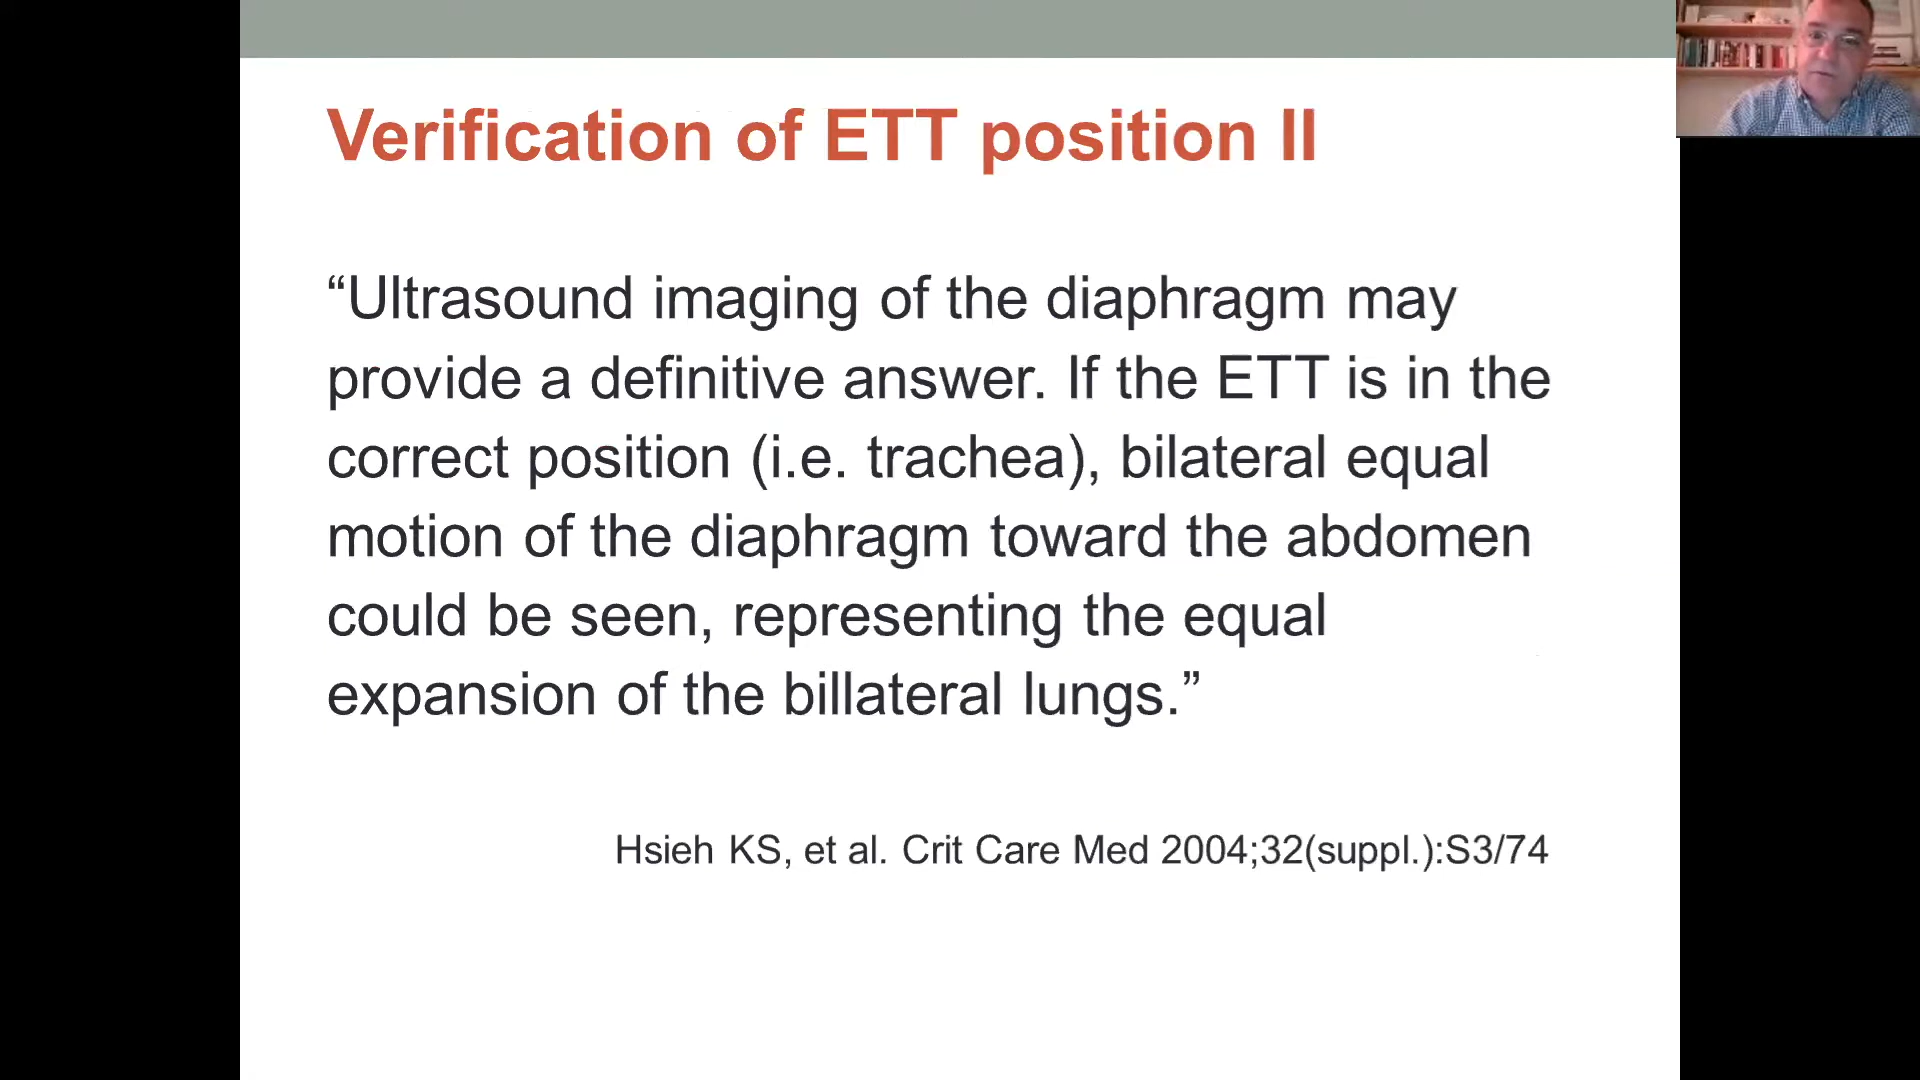 Verification of ETT position II
“Ultrasound imaging of the diaphragm may
provide a definitive answer. If the ETT is in the
correct position (i.e. trachea), bilateral equal
motion of the diaphragm toward the abdomen
could be seen, representing the equal
expansion of the billateral lungs.”
Hsieh KS, et al. Crit Care Med 2004;32(suppl.):S3/74